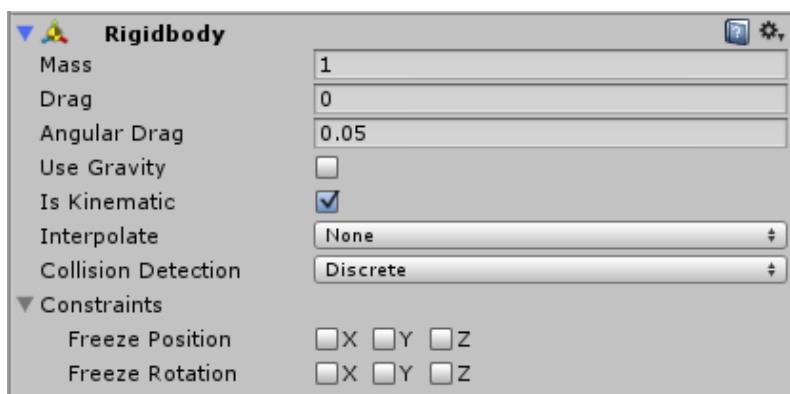 Rigidbody
Mass 1
Drag 0
Angular Drag 0.05
Use Gravity
Is Kinematic
Interpolate None
Collision Detection Discrete
Constraints
Freeze Position X Y Z
Freeze Rotation X Y Z